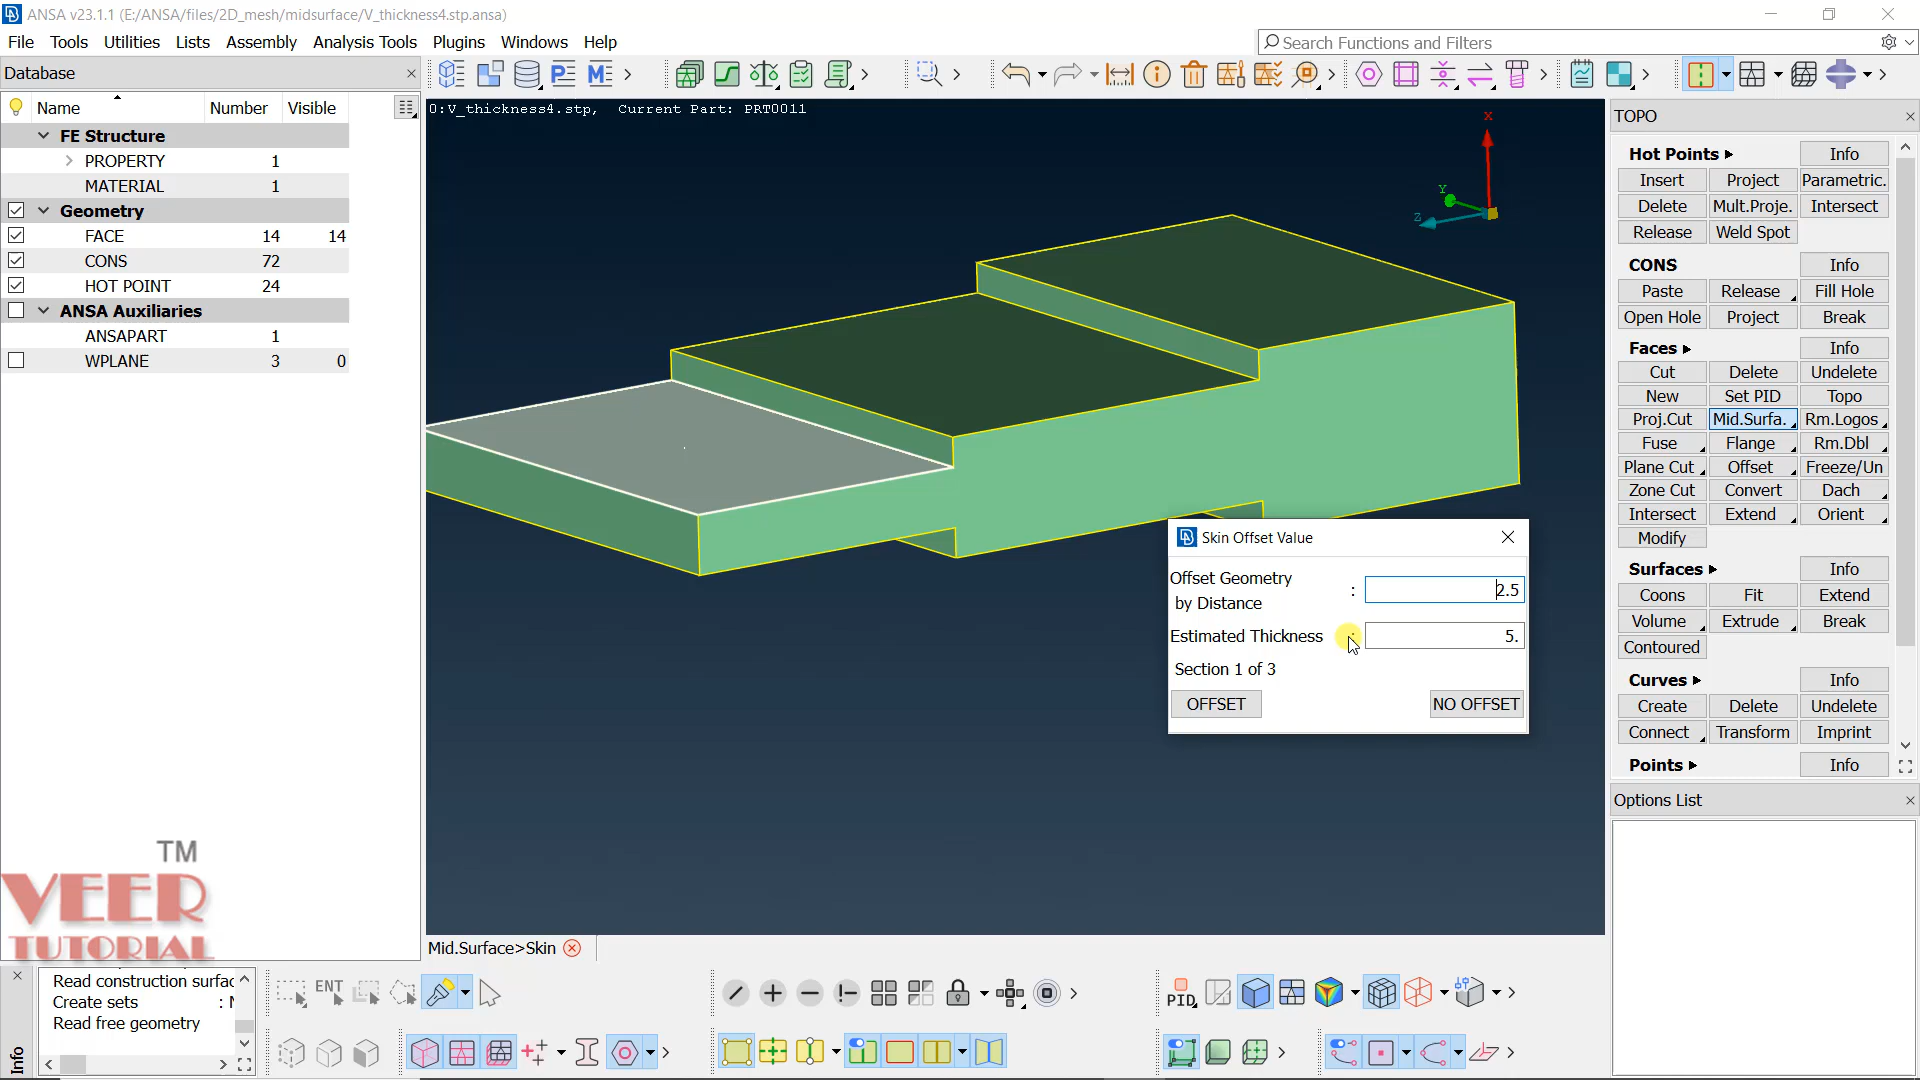 ANSA v23.1.1 (E:/ANSA/files/2D_mesh/midsurface/V_thickness4.stp.ansa)
File Tools Utilities Lists Assembly Analysis Tools Plugins Windows Help
Search Functions and Filters
Database
Name Number Visible
FE Structure
PROPERTY 1
MATERIAL 1
Geometry
FACE 14 14
CONS 72
HOT POINT 24
ANSA Auxiliaries
ANSAPART 1
WPLANE 3 0
0:V_thickness4.stp, Current Part: PRT0011
X
Y
Z
Skin Offset Value
Offset Geometry
by Distance : 2.5
Estimated Thickness : 5.
Section 1 of 3
OFFSET NO OFFSET
TOPO
Hot Points Info
Insert Project Parametric.
Delete Mult.Proje. Intersect
Release Weld Spot
CONS Info
Paste Release Fill Hole
Open Hole Project Break
Faces Info
Cut Delete Undelete
New Set PID Topo
Proj.Cut Mid.Surfa. Rm.Logos
Fuse Flange Rm.Dbl
Plane Cut Offset Freeze/Un
Zone Cut Convert Dach
Intersect Extend Orient
Modify
Surfaces Info
Coons Fit Extend
Volume Extrude Break
Contoured
Curves Info
Create Delete Undelete
Connect Transform Imprint
Points Info
Options List
TM
VEER
TUTORIAL
Mid.Surface>Skin
Read construction surfac
Create sets :
Read free geometry
Info
ENT
PID